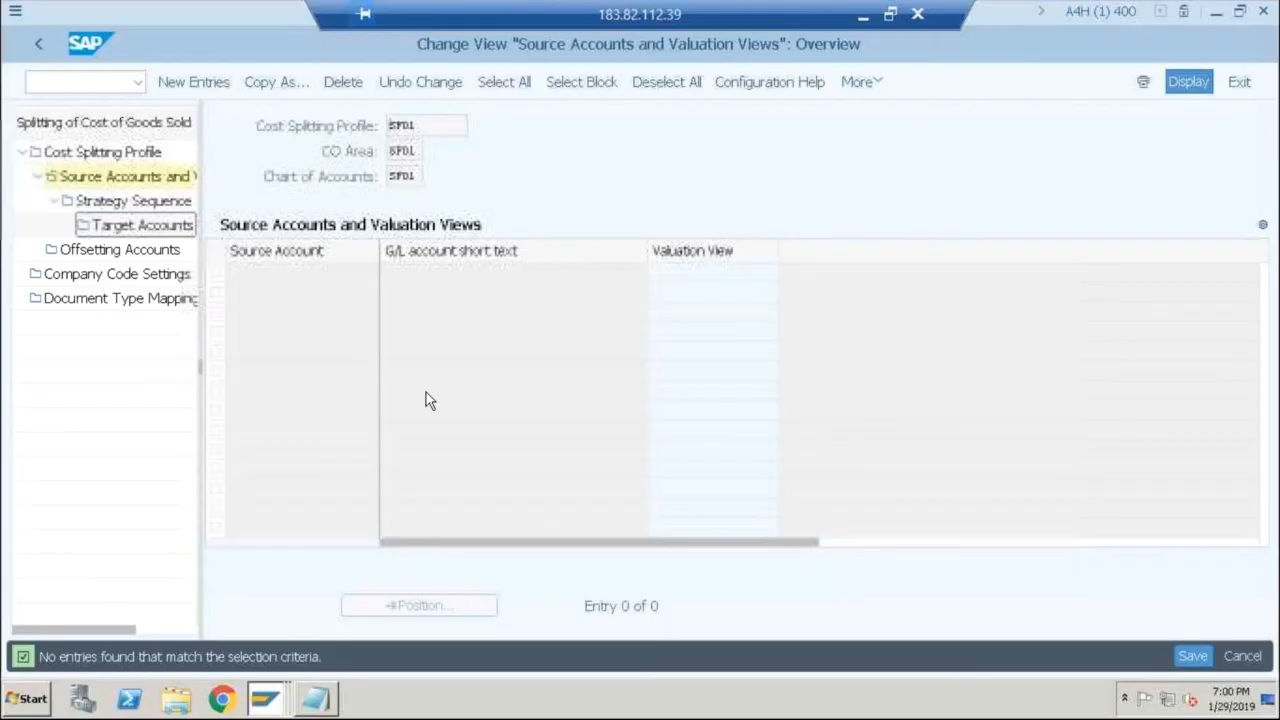 183.82.112.39
A4H (1) 400
SAP
Change View "Source Accounts and Valuation Views": Overview
New Entries Copy As... Delete Undo Change Select All Select Block Deselect All Configuration Help More Display Exit
Splitting of Cost of Goods Sold
Cost Splitting Profile
Source Accounts and
Strategy Sequence
Target Accounts
Offsetting Accounts
Company Code Settings
Document Type Mapping
Cost Splitting Profile: SF01
CO Area: SF01
Chart of Accounts: SF01
Source Accounts and Valuation Views
Source Account G/L account short text Valuation View
Position...
Entry 0 of 0
No entries found that match the selection criteria.
Save Cancel
Start
7:00 PM
1/29/2019